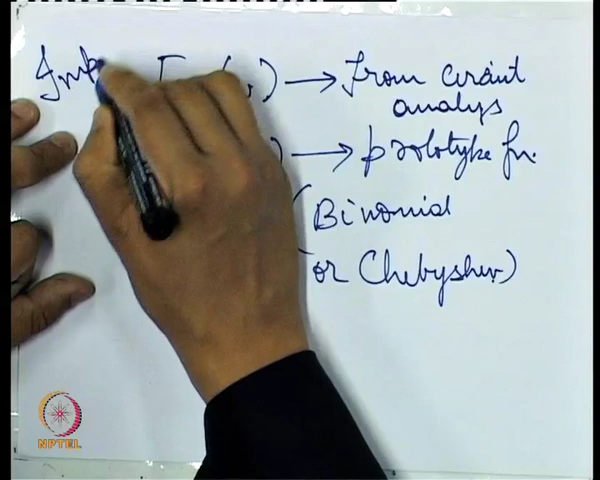 Γ ) → From circuit
analys
) → prototype fn.
(Binomial
or Chebyshev)
NPTEL